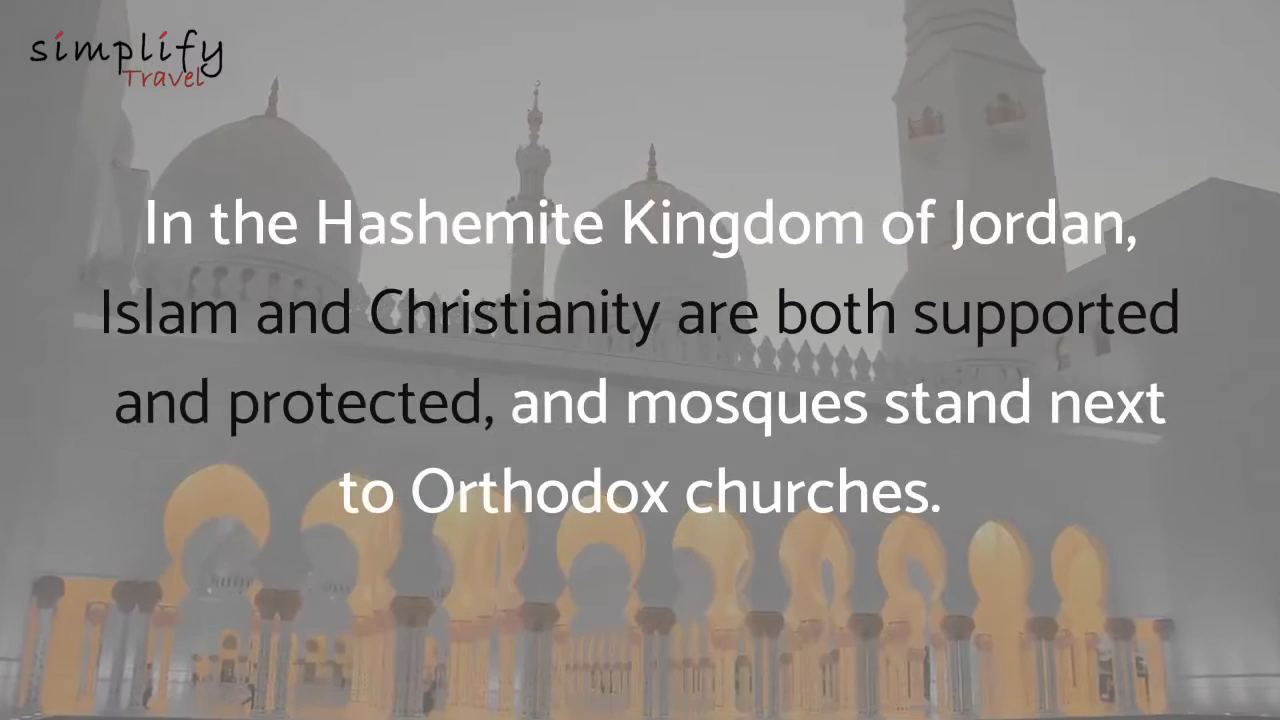 simplify
Travel
In the Hashemite Kingdom of Jordan,
Islam and Christianity are both supported
and protected, and mosques stand next
to Orthodox churches.